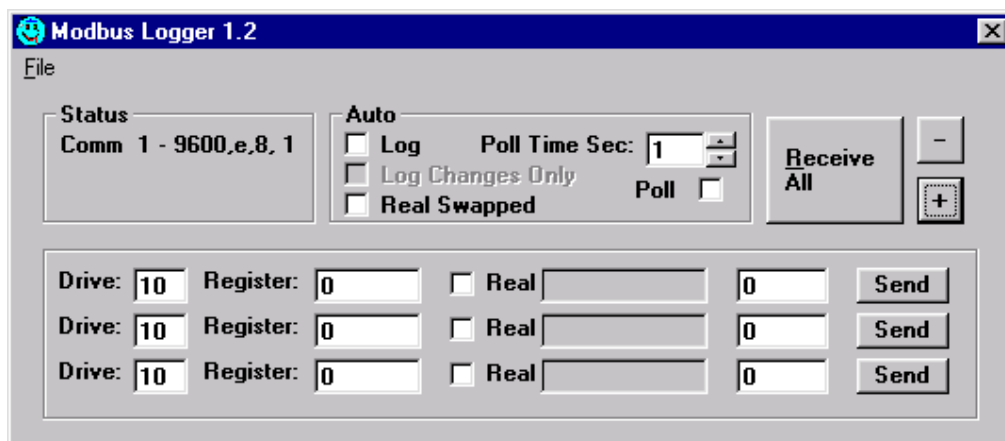 Modbus Logger 1.2
File
Status
Comm 1 - 9600,e,8, 1
Auto
Log Poll Time Sec: 1
Log Changes Only
Poll
Real Swapped
Receive All
-
+
Drive: 10 Register: 0 Real 0 Send
Drive: 10 Register: 0 Real 0 Send
Drive: 10 Register: 0 Real 0 Send